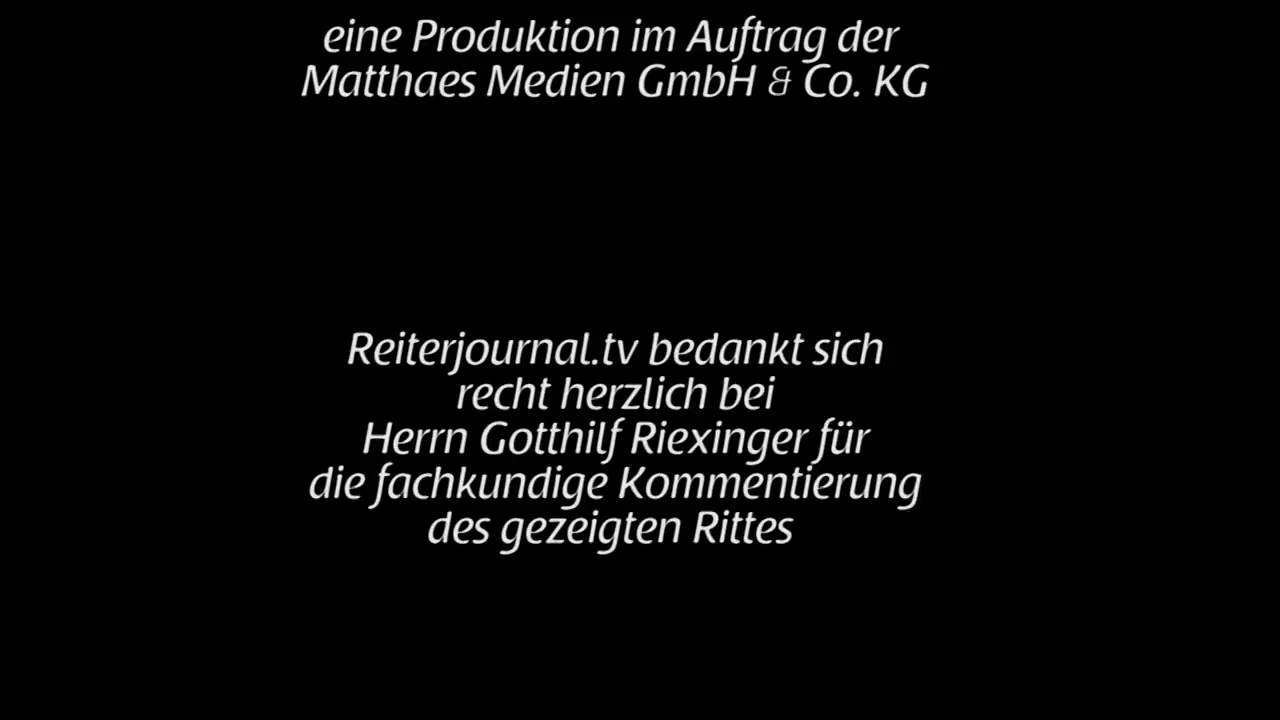 eine Produktion im Auftrag der
Matthaes Medien GmbH & Co. KG
Reiterjournal.tv bedankt sich
recht herzlich bei
Herrn Gotthilf Riexinger für
die fachkundige Kommentierung
des gezeigten Rittes